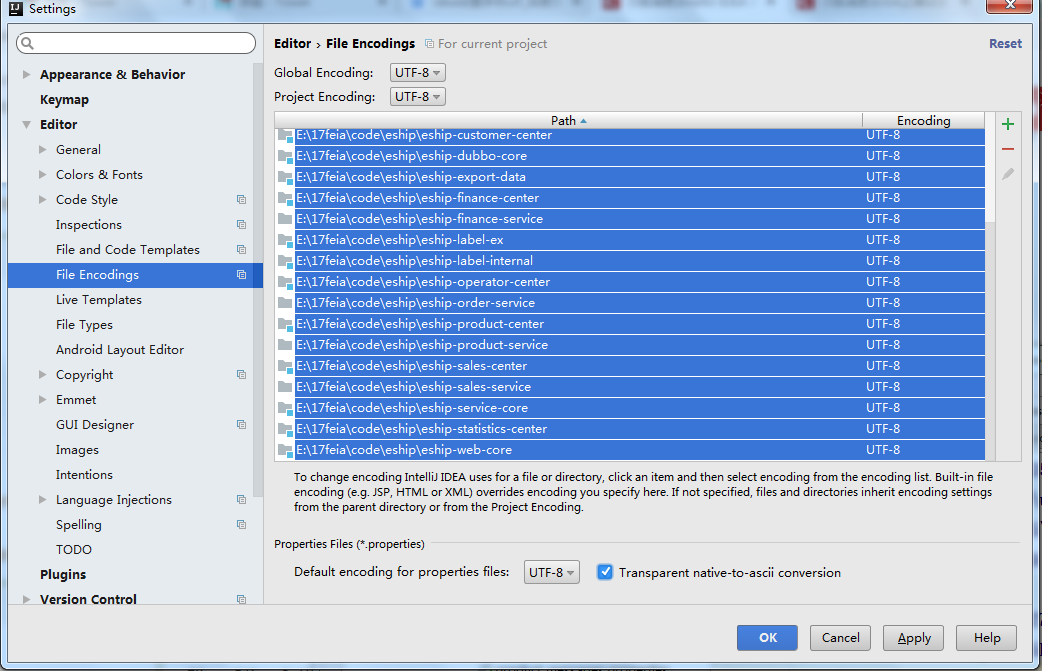 Settings
Editor › File Encodings For current project Reset
Global Encoding: UTF-8
Project Encoding: UTF-8
Appearance & Behavior
Keymap
Editor
General
Colors & Fonts
Code Style
Inspections
File and Code Templates
File Encodings
Live Templates
File Types
Android Layout Editor
Copyright
Emmet
GUI Designer
Images
Intentions
Language Injections
Spelling
TODO
Plugins
Version Control
Path Encoding
E:\17feia\code\eship\eship-customer-center UTF-8
E:\17feia\code\eship\eship-dubbo-core UTF-8
E:\17feia\code\eship\eship-export-data UTF-8
E:\17feia\code\eship\eship-finance-center UTF-8
E:\17feia\code\eship\eship-finance-service UTF-8
E:\17feia\code\eship\eship-label-ex UTF-8
E:\17feia\code\eship\eship-label-internal UTF-8
E:\17feia\code\eship\eship-operator-center UTF-8
E:\17feia\code\eship\eship-order-service UTF-8
E:\17feia\code\eship\eship-product-center UTF-8
E:\17feia\code\eship\eship-product-service UTF-8
E:\17feia\code\eship\eship-sales-center UTF-8
E:\17feia\code\eship\eship-sales-service UTF-8
E:\17feia\code\eship\eship-service-core UTF-8
E:\17feia\code\eship\eship-statistics-center UTF-8
E:\17feia\code\eship\eship-web-core UTF-8
To change encoding IntelliJ IDEA uses for a file or directory, click an item and then select encoding from the encoding list. Built-in file
encoding (e.g. JSP, HTML or XML) overrides encoding you specify here. If not specified, files and directories inherit encoding settings
from the parent directory or from the Project Encoding.
Properties Files (*.properties)
Default encoding for properties files: UTF-8 Transparent native-to-ascii conversion
OK Cancel Apply Help